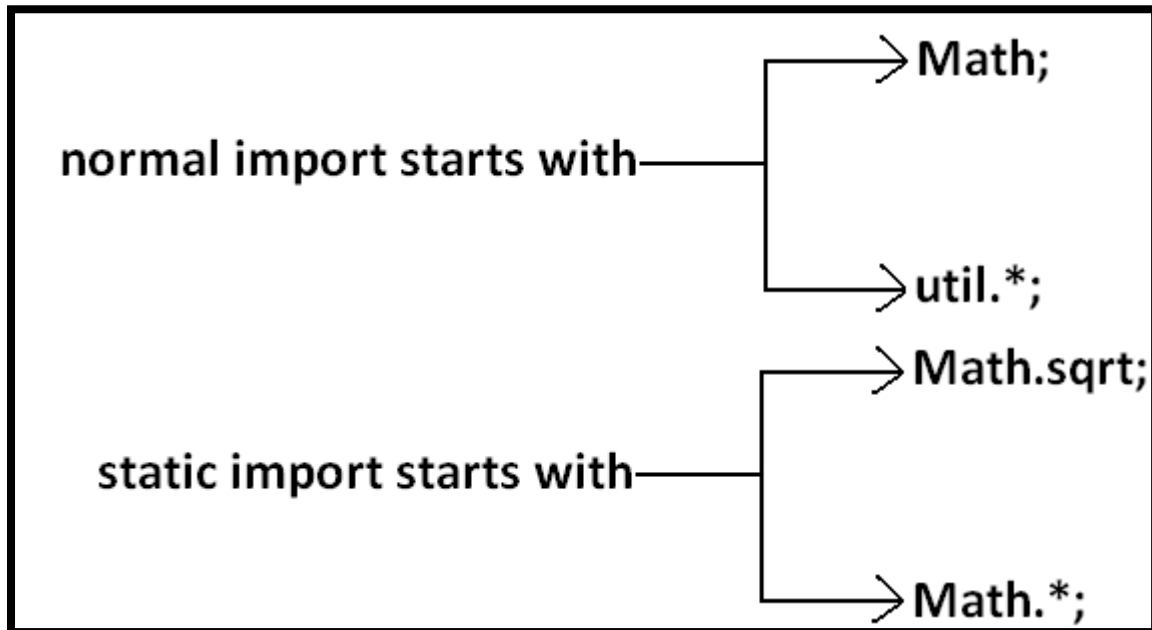 Math;
normal import starts with
util.*;
Math.sqrt;
static import starts with
Math.*;